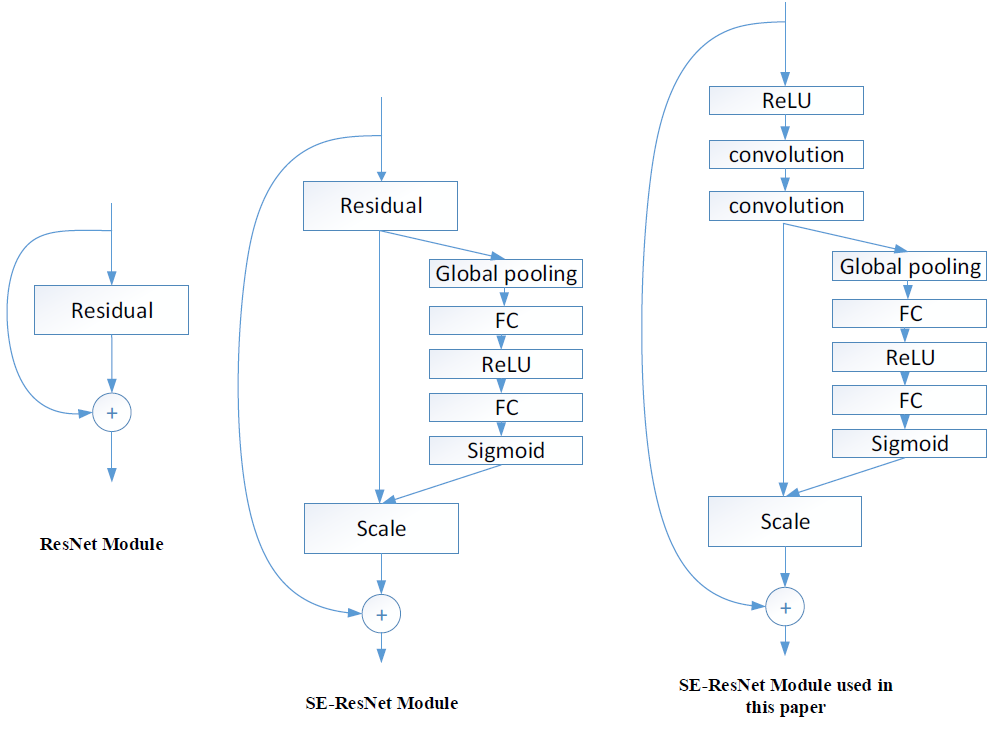 Residual
+
ResNet Module
Residual
Global pooling
FC
ReLU
FC
Sigmoid
Scale
+
SE-ResNet Module
ReLU
convolution
convolution
Global pooling
FC
ReLU
FC
Sigmoid
Scale
+
SE-ResNet Module used in
this paper